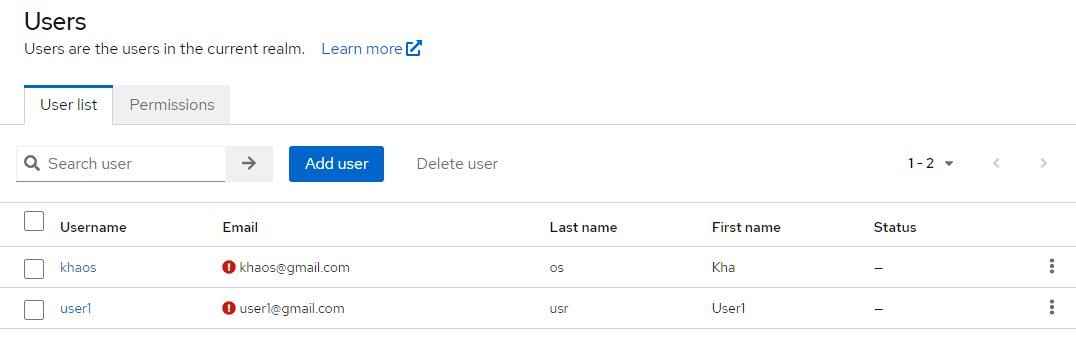 Users
Users are the users in the current realm. Learn more
User list Permissions
Search user Add user Delete user 1 - 2
Username Email Last name First name Status
khaos khaos@gmail.com os Kha –
user1 user1@gmail.com usr User1 –